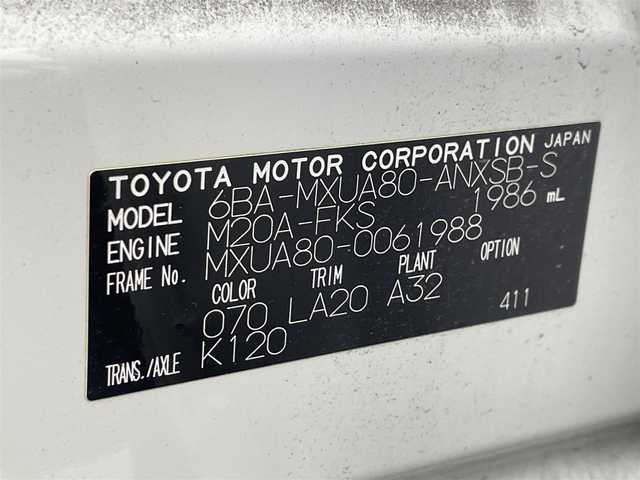 TOYOTA MOTOR CORPORATION JAPAN
MODEL 6BA-MXUA80-ANXSB-S
ENGINE M20A-FKS 1986 mL
FRAME No. MXUA80-0061988
COLOR TRIM PLANT OPTION
070 LA20 A32 411
TRANS./AXLE K120